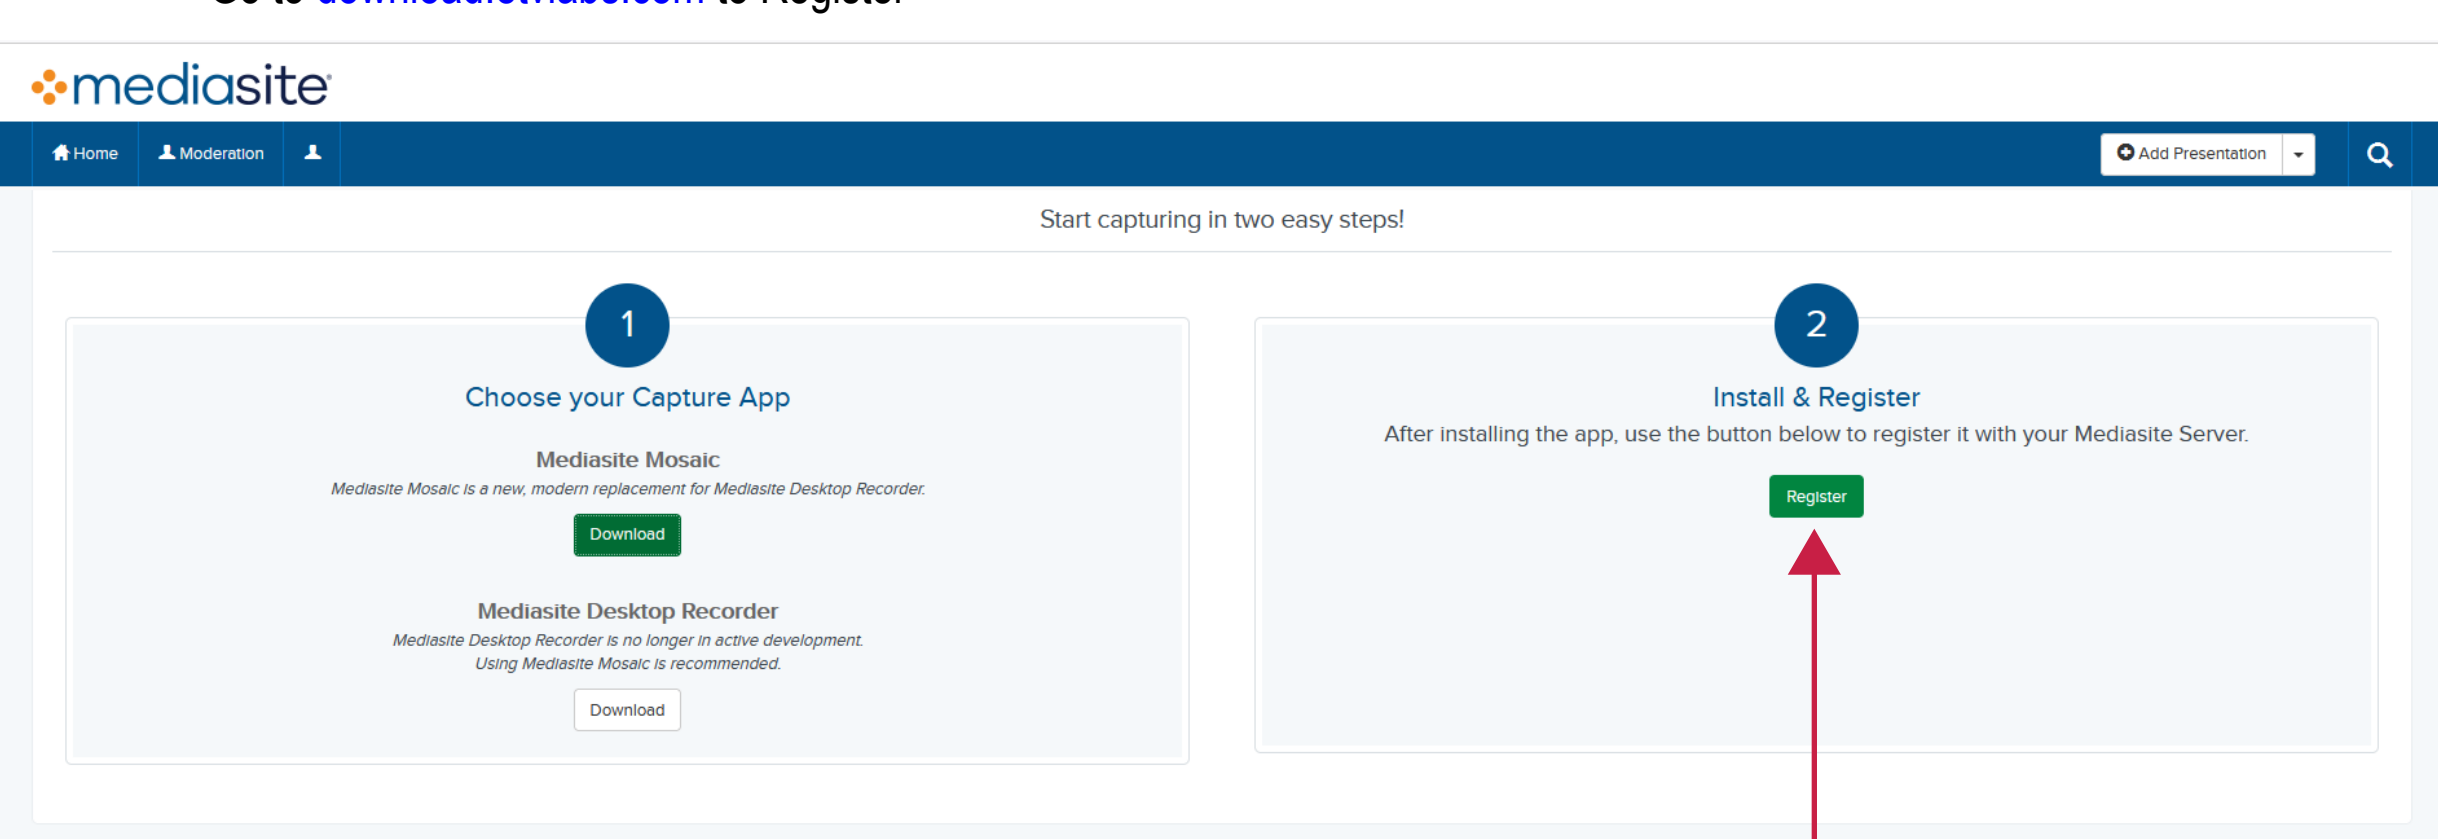 to Register
mediasite
Home Moderation Add Presentation
Start capturing in two easy steps!
1
Choose your Capture App
Mediasite Mosaic
Mediasite Mosaic is a new, modern replacement for Mediasite Desktop Recorder.
Download
Mediasite Desktop Recorder
Mediasite Desktop Recorder is no longer in active development.
Using Mediasite Mosaic is recommended.
Download
2
Install & Register
After installing the app, use the button below to register it with your Mediasite Server.
Register